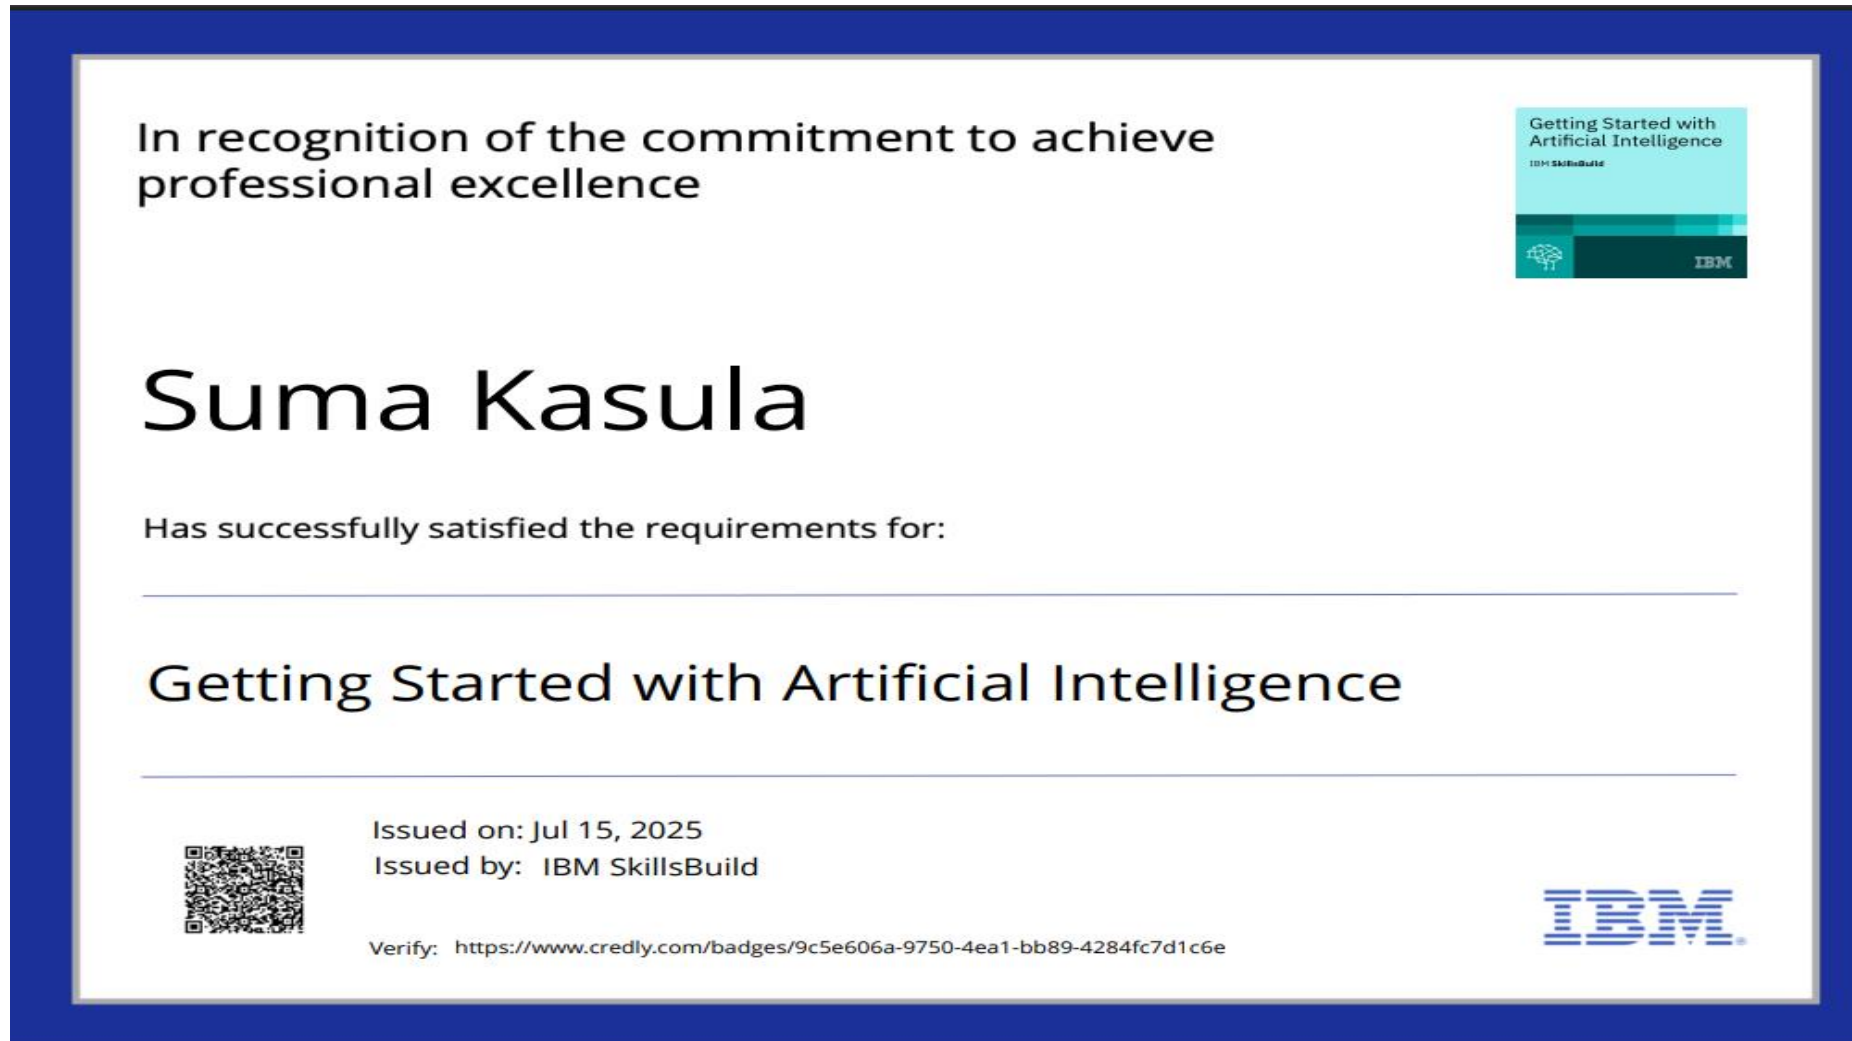 In recognition of the commitment to achieve
professional excellence
Getting Started with
Artificial Intelligence
IBM SkillsBuild
IBM
Suma Kasula
Has successfully satisfied the requirements for:
Getting Started with Artificial Intelligence
Issued on: Jul 15, 2025
Issued by: IBM SkillsBuild
Verify: https://www.credly.com/badges/9c5e606a-9750-4ea1-bb89-4284fc7d1c6e
IBM®